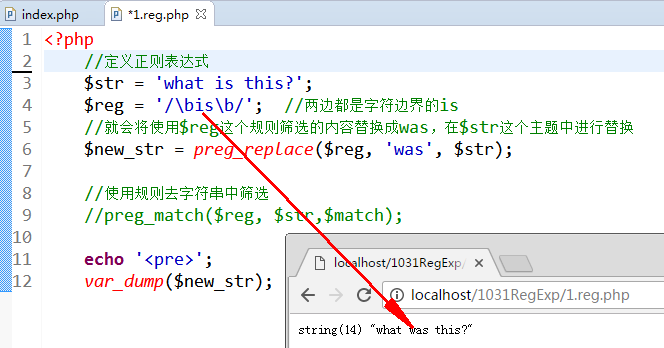 index.php
*1.reg.php
1 <?php
2 //定义正则表达式
3 $str = 'what is this?';
4 $reg = '/\bis\b/'; //两边都是字符边界的is
5 //就会将使用$reg这个规则筛选的内容替换成was，在$str这个主题中进行替换
6 $new_str = preg_replace($reg, 'was', $str);
7
8 //使用规则去字符串中筛选
9 //preg_match($reg, $str,$match);
10
11 echo '<pre>';
12 var_dump($new_str);
localhost/1031RegExp/
localhost/1031RegExp/1.reg.php
string(14) "what was this?"